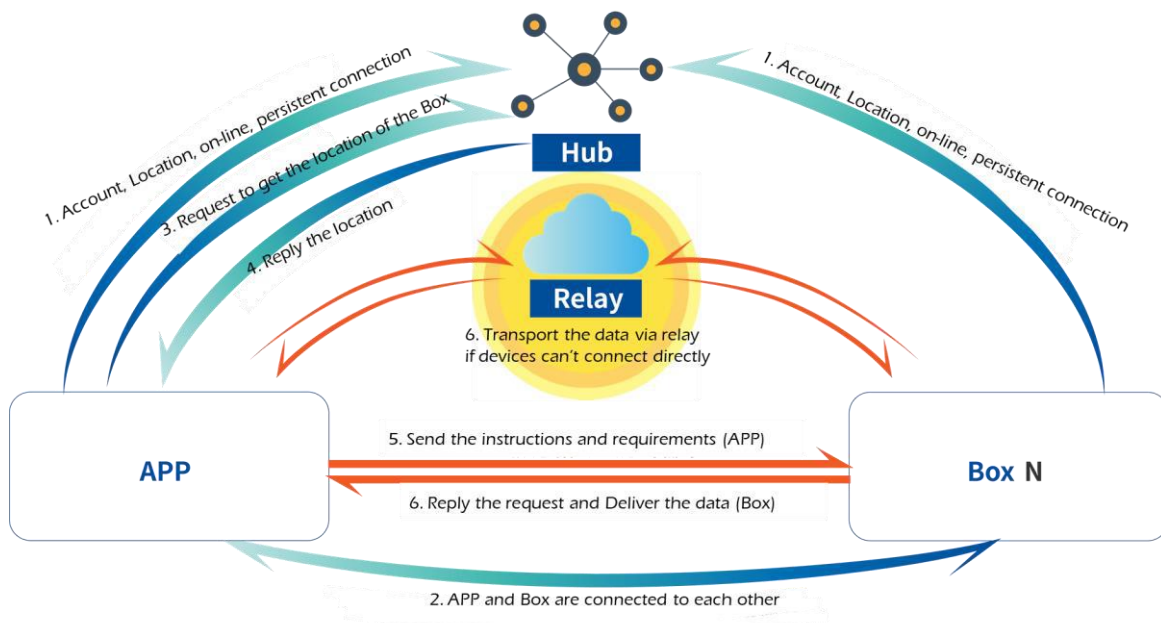 1. Account, Location, on-line, persistent connection
3. Request to get the location of the Box
4. Reply the location
Hub
1. Account, Location, on-line, persistent connection
Relay
6. Transport the data via relay
if devices can't connect directly
APP
5. Send the instructions and requirements (APP)
6. Reply the request and Deliver the data (Box)
Box N
2. APP and Box are connected to each other